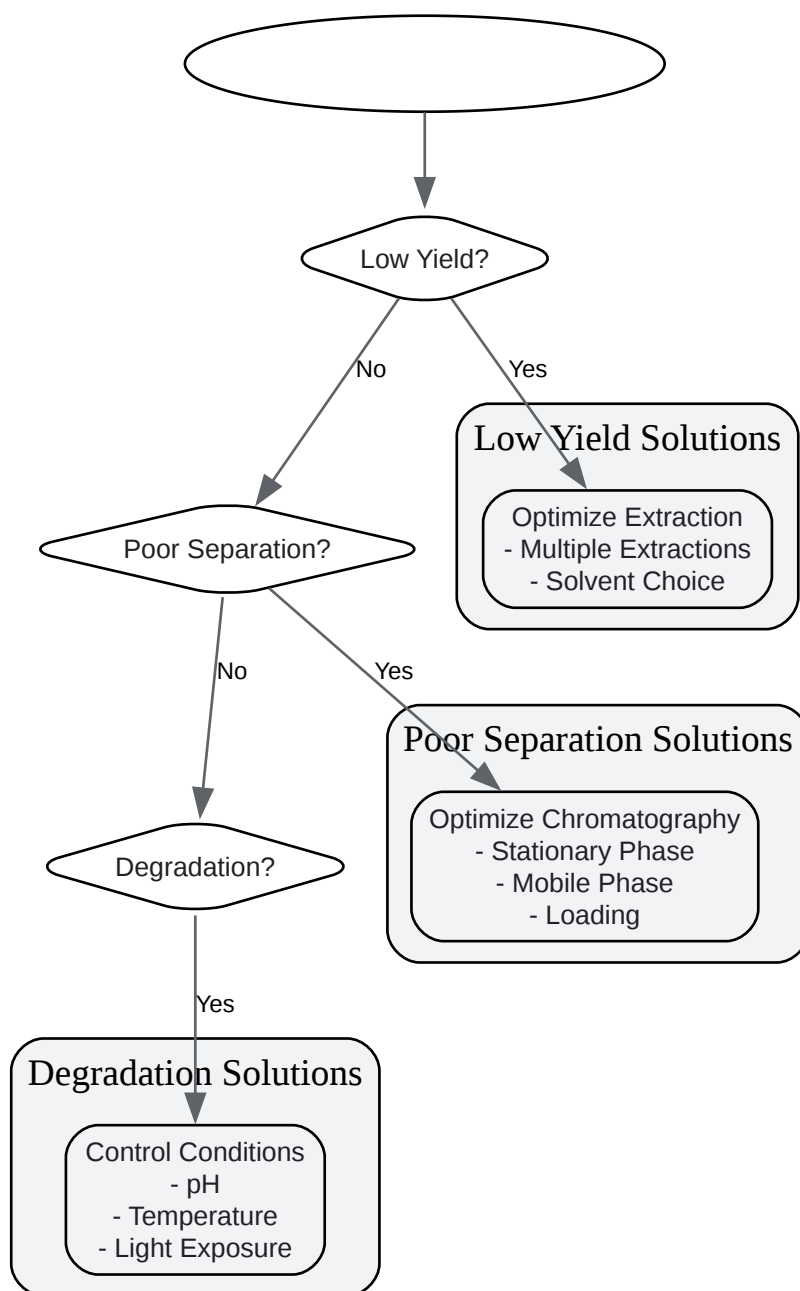 Low Yield?
No
Yes
Low Yield Solutions
Optimize Extraction
- Multiple Extractions
- Solvent Choice
Poor Separation?
No
Yes
Poor Separation Solutions
Optimize Chromatography
- Stationary Phase
- Mobile Phase
- Loading
Degradation?
Yes
Degradation Solutions
Control Conditions
- pH
- Temperature
- Light Exposure